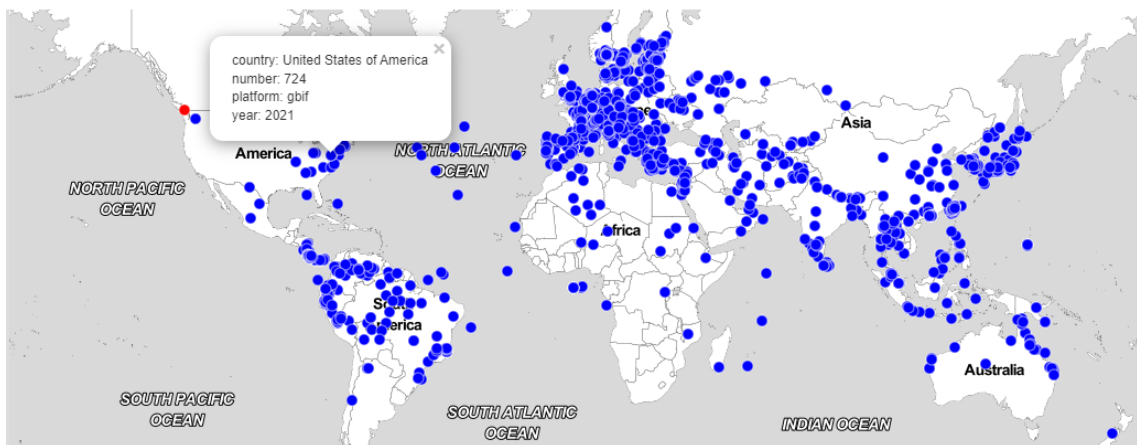 ×
country: United States of America
number: 724
platform: gbif
year: 2021
Asia
America
NORTH ATLANTIC
OCEAN
NORTH PACIFIC
OCEAN
Africa
South
America
Australia
SOUTH PACIFIC
OCEAN
SOUTH ATLANTIC
OCEAN
INDIAN OCEAN